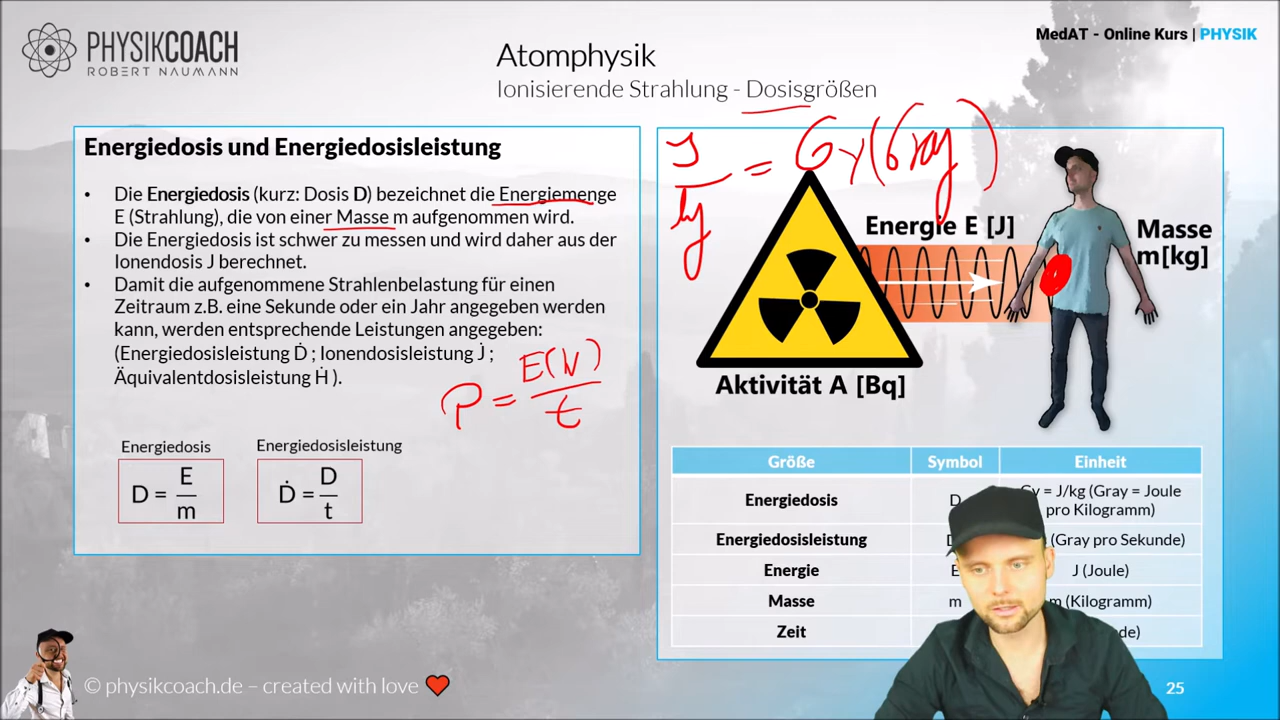 PHYSIKCOACH
ROBERT NAUMANN
MedAT - Online Kurs | PHYSIK
Atomphysik
Ionisierende Strahlung - Dosisgrößen
Energiedosis und Energiedosisleistung
• Die Energiedosis (kurz: Dosis D) bezeichnet die Energiemenge
E (Strahlung), die von einer Masse m aufgenommen wird.
• Die Energiedosis ist schwer zu messen und wird daher aus der
Ionendosis J berechnet.
• Damit die aufgenommene Strahlenbelastung für einen
Zeitraum z.B. eine Sekunde oder ein Jahr angegeben werden
kann, werden entsprechende Leistungen angegeben:
(Energiedosisleistung Ḋ ; Ionendosisleistung J̇ ;
Äquivalentdosisleistung Ḣ ).
P = E(W)/t
Energiedosis
D = E/m
Energiedosisleistung
Ḋ = D/t
J/kg = Gy (Gray)
Energie E [J]
Masse
m[kg]
Aktivität A [Bq]
Größe Symbol Einheit
Energiedosis D Gy = J/kg (Gray = Joule
pro Kilogramm)
Energiedosisleistung (Gray pro Sekunde)
Energie E J (Joule)
Masse m m (Kilogramm)
Zeit
© physikcoach.de – created with love
25